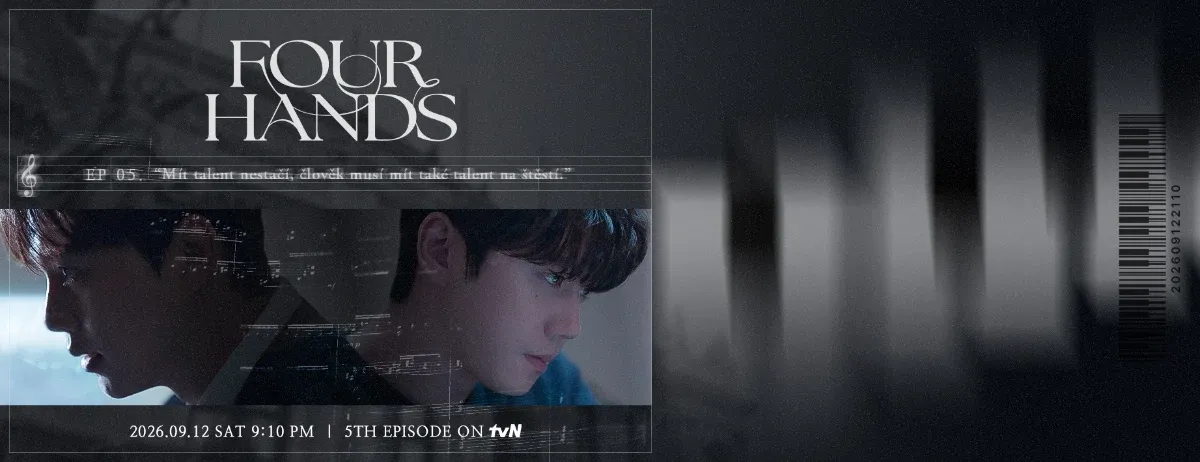 FOUR
HANDS
EP 05. “Mít talent nestačí, člověk musí mít také talent na štěstí.”
2026.09.12 SAT 9:10 PM | 5TH EPISODE ON tvN
202609122110